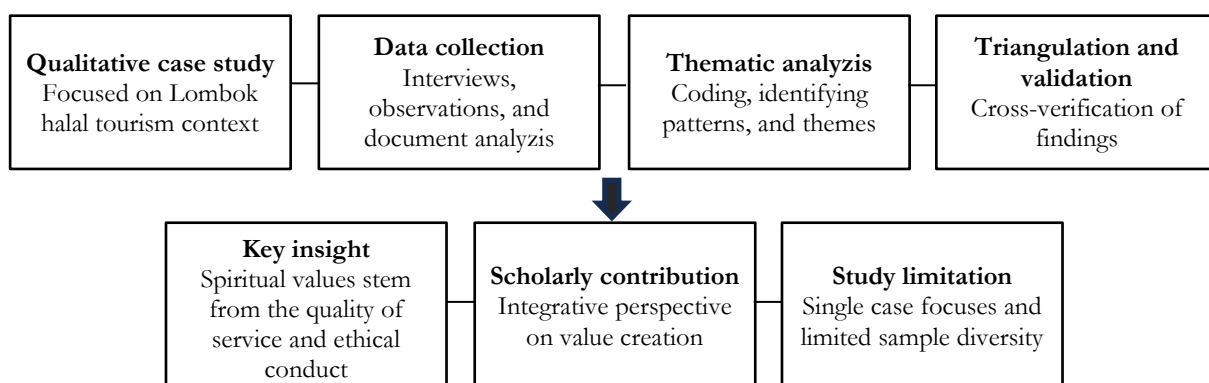 Qualitative case study
Focused on Lombok
halal tourism context
Data collection
Interviews,
observations, and
document analyzis
Thematic analyzis
Coding, identifying
patterns, and themes
Triangulation and
validation
Cross-verification of
findings
Key insight
Spiritual values stem
from the quality of
service and ethical
conduct
Scholarly contribution
Integrative perspective
on value creation
Study limitation
Single case focuses and
limited sample diversity